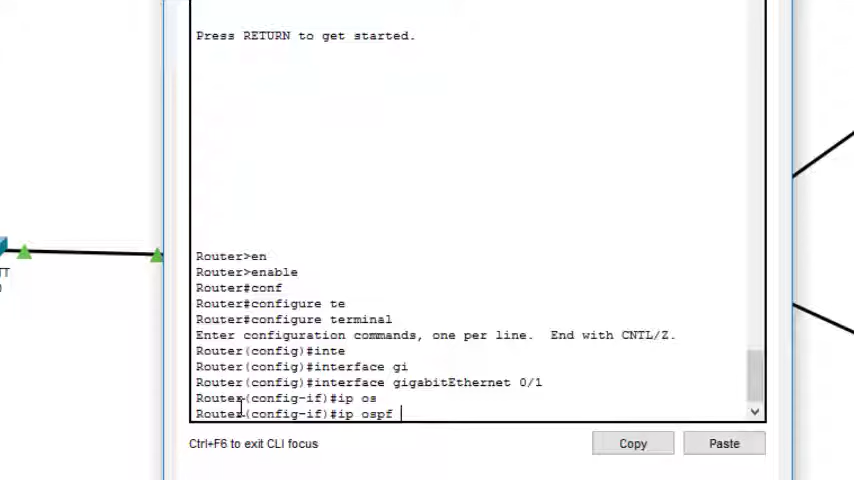 Press RETURN to get started.
Router>en
Router>enable
Router#conf
Router#configure te
Router#configure terminal
Enter configuration commands, one per line.  End with CNTL/Z.
Router(config)#inte
Router(config)#interface gi
Router(config)#interface gigabitEthernet 0/1
Router(config-if)#ip os
Router(config-if)#ip ospf
Ctrl+F6 to exit CLI focus
Copy
Paste
TT
)